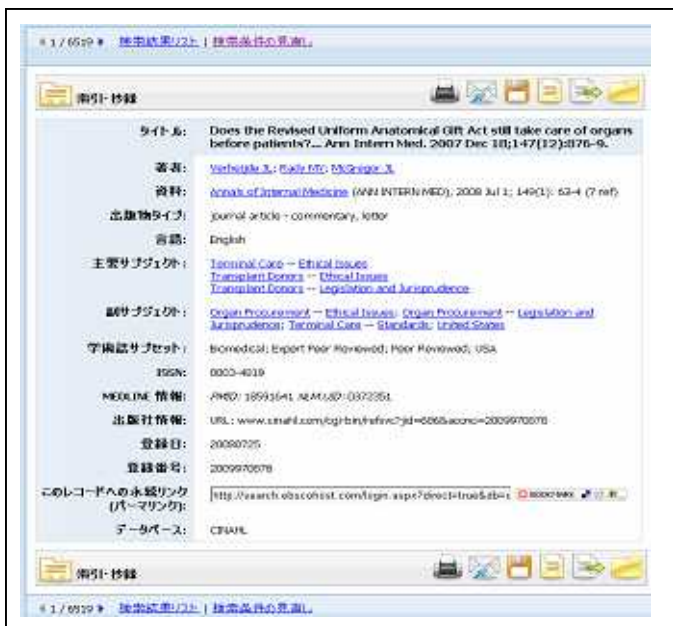 1 / 6519 検索結果リスト | 検索条件の見直し
索引・抄録
タイトル: Does the Revised Uniform Anatomical Gift Act still take care of organs
before patients?... Ann Intern Med. 2007 Dec 18;147(12):876-9.
著者: Verheijde JL; Rady MY; McGregor JL
資料: Annals of Internal Medicine (ANN INTERN MED), 2008 Jul 1; 149(1): 63-4 (7 ref)
出版物タイプ: journal article - commentary, letter
言語: English
主要サブジェクト: Terminal Care -- Ethical Issues
Transplant Donors -- Ethical Issues
Transplant Donors -- Legislation and Jurisprudence
副サブジェクト: Organ Procurement -- Ethical Issues; Organ Procurement -- Legislation and
Jurisprudence; Terminal Care -- Standards; United States
学術誌サブセット: Biomedical; Expert Peer Reviewed; Peer Reviewed; USA
ISSN: 0003-4819
MEDLINE 情報: PMID: 18591641 NLM UID: 0372351
出版社情報: URL: www.cinahl.com/cgi-bin/refsvc?jid=686&accno=2009970678
登録日: 20080725
登録番号: 2009970678
このレコードへの永続リンク
(パーマリンク): http://search.ebscohost.com/login.aspx?direct=true&db= BOOKMARK
データベース: CINAHL
索引・抄録
1 / 6519 検索結果リスト | 検索条件の見直し